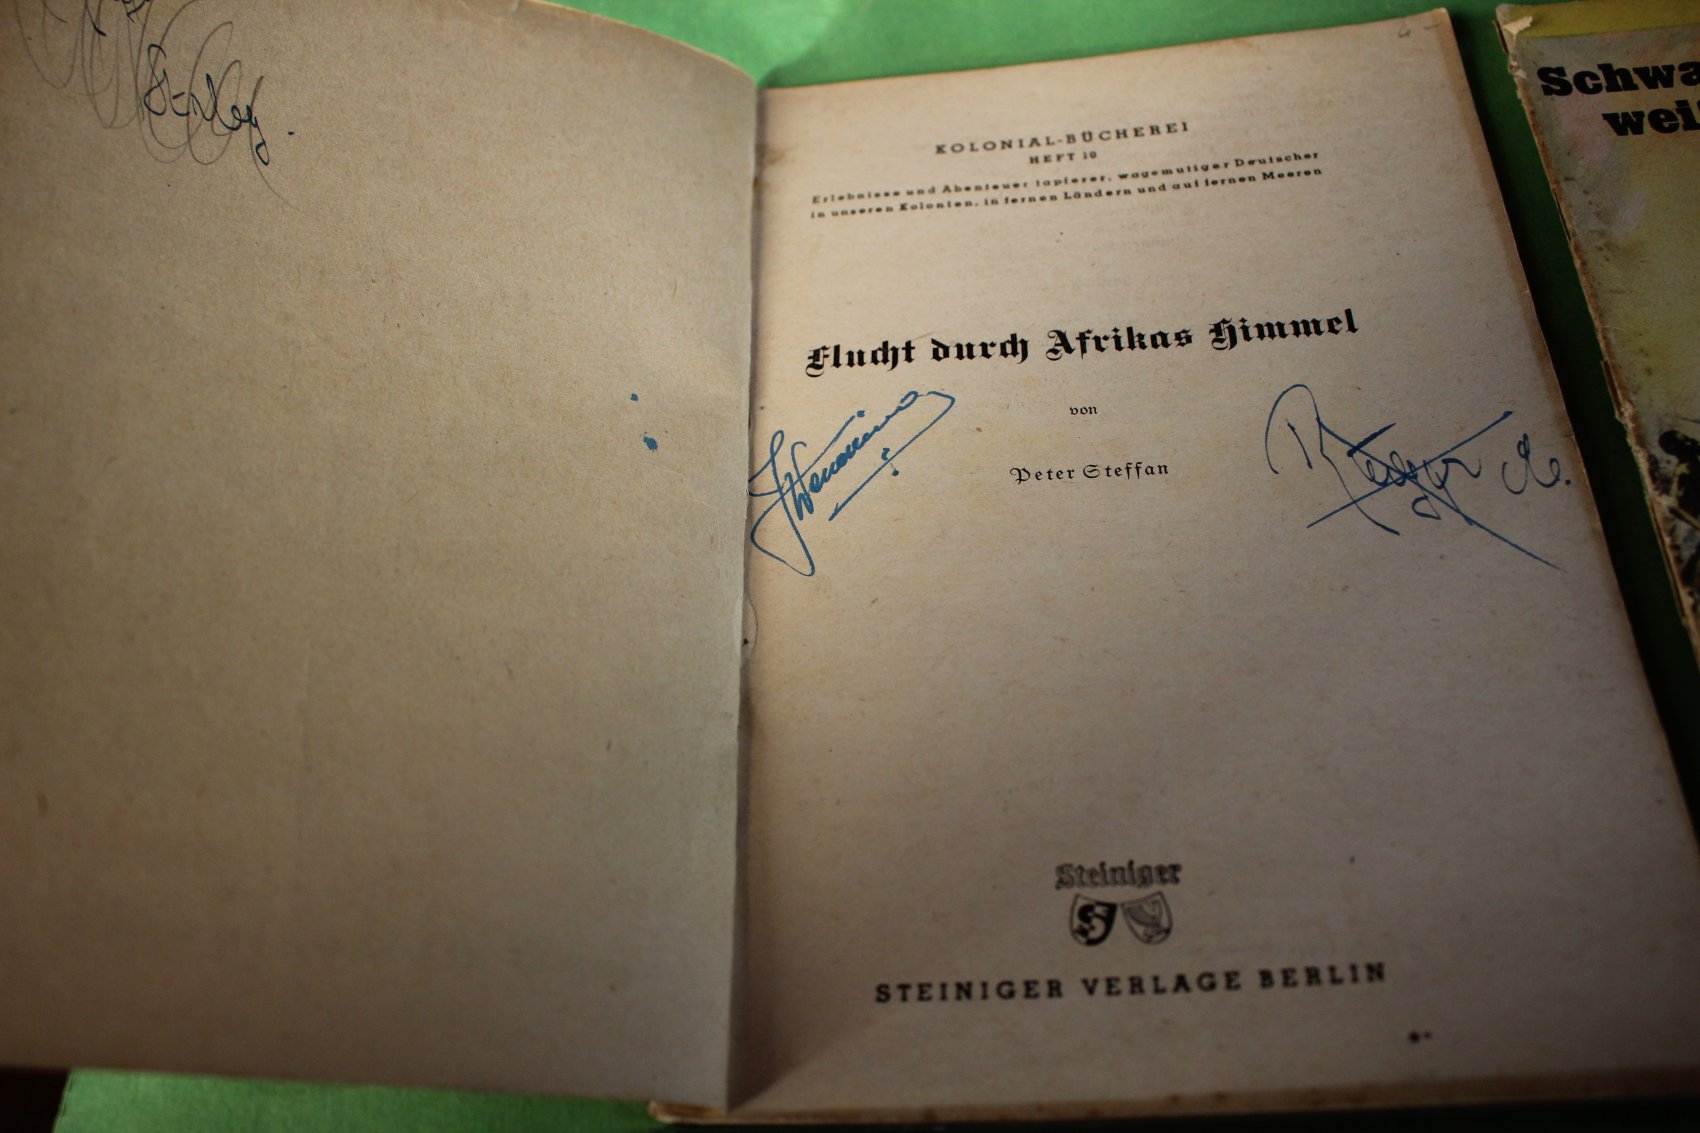 KOLONIAL-BÜCHEREI
HEFT 10
Erlebnisse und Abenteuer tapferer, wagemutiger Deutscher
in unseren Kolonien, in fernen Ländern und auf fernen Meeren
Flucht durch Afrikas Himmel
von
Peter Steffan
Steiniger
S
STEINIGER VERLAGE BERLIN
Schwa
wei